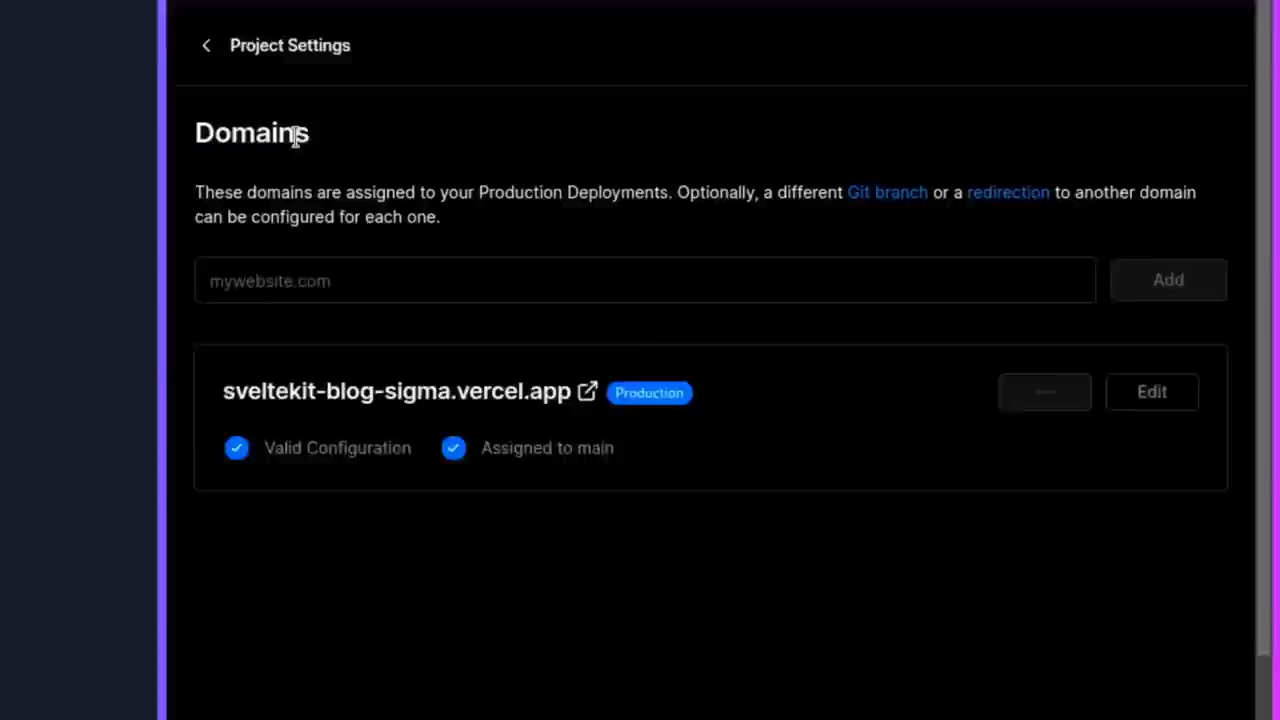 Project Settings
Domains
These domains are assigned to your Production Deployments. Optionally, a different Git branch or a redirection to another domain
can be configured for each one.
mywebsite.com
Add
sveltekit-blog-sigma.vercel.app
Production
Edit
Valid Configuration
Assigned to main